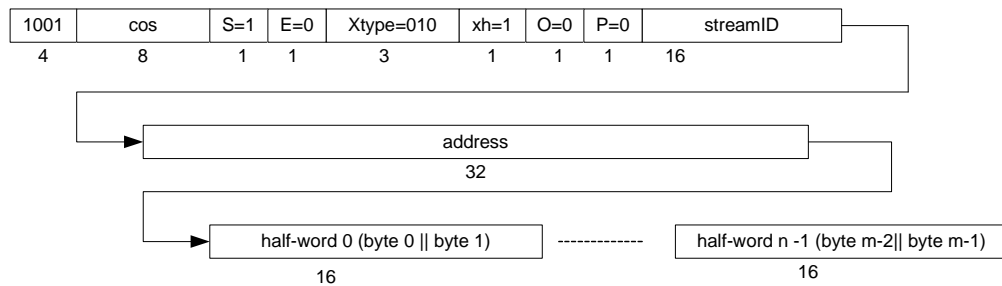 1001 cos S=1 E=0 Xtype=010 xh=1 O=0 P=0 streamID
4 8 1 1 3 1 1 1 16
address
32
half-word 0 (byte 0 || byte 1) half-word n -1 (byte m-2|| byte m-1)
16 16